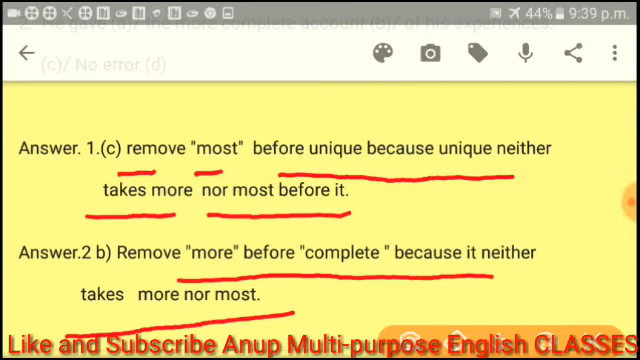 44% 9:39 p.m.
2. He gave (a)/ the more complete account (b)/ of his experiences.
(c)/ No error (d)
Answer. 1.(c) remove "most" before unique because unique neither
takes more nor most before it.
Answer.2 b) Remove "more" before "complete " because it neither
takes more nor most.
Like and Subscribe Anup Multi-purpose English CLASSES